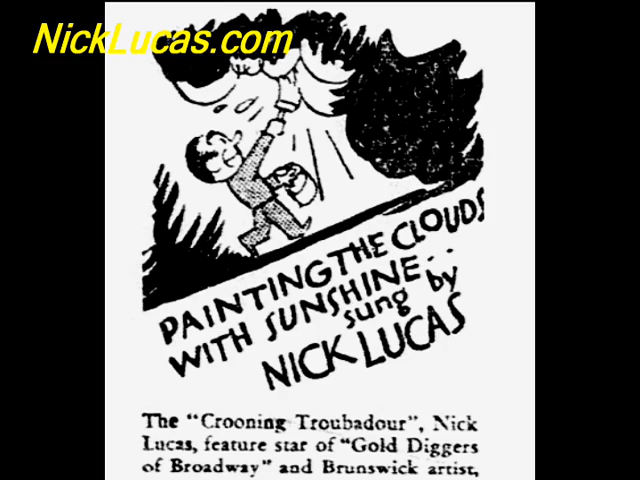 NickLucas.com
PAINTING THE CLOUDS
WITH SUNSHINE..
sung by
NICK LUCAS
The "Crooning Troubadour", Nick
Lucas, feature star of "Gold Diggers
of Broadway" and Brunswick artist,